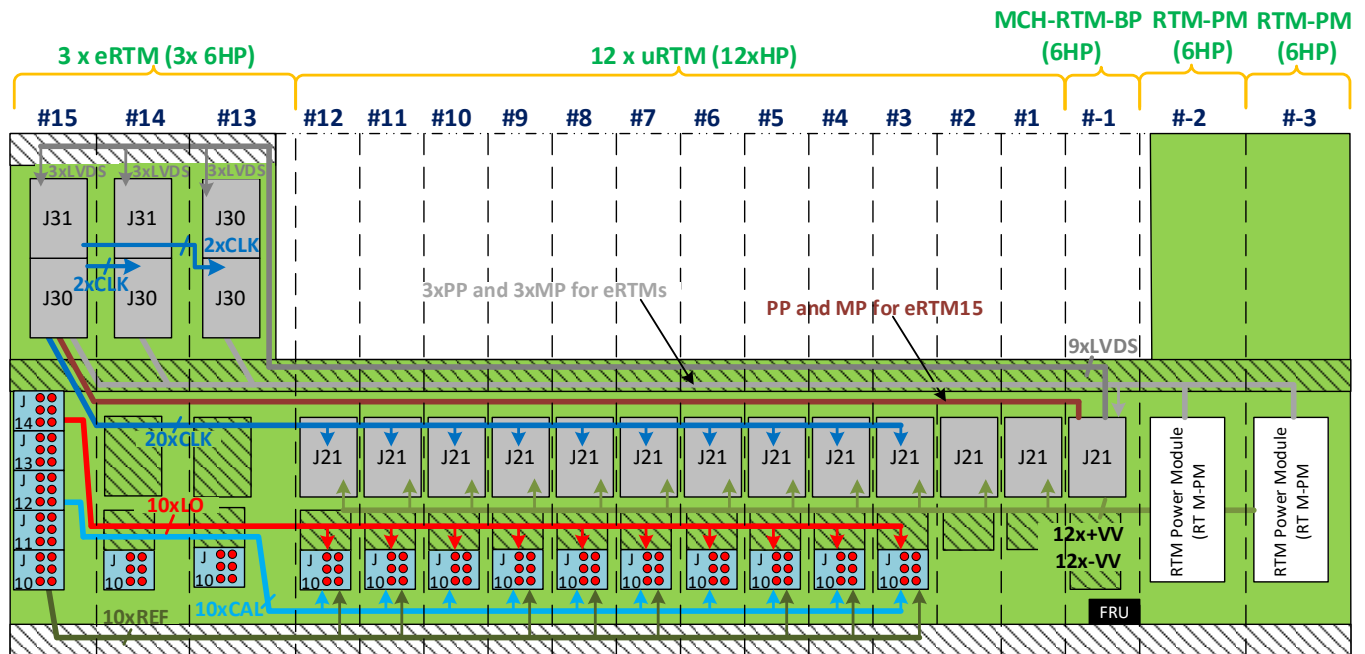 MCH-RTM-BP RTM-PM RTM-PM
3 x eRTM (3x 6HP) 12 x uRTM (12xHP) (6HP) (6HP) (6HP)
#15 #14 #13 #12 #11 #10 #9 #8 #7 #6 #5 #4 #3 #2 #1 #-1 #-2 #-3
3xLVDS 3xLVDS 3xLVDS
J31 J31 J30
2xCLK
2xCLK
J30 J30 J30
3xPP and 3xMP for eRTMs
PP and MP for eRTM15
9xLVDS
J
14
20xCLK
J
13
J21 J21 J21 J21 J21 J21 J21 J21 J21 J21 J21 J21 J21
RTM Power Module
(RT M-PM)
RTM Power Module
(RT M-PM)
J
12
10xLO
J
11
12x+VV
12x-VV
J
10
J
10
J
10
J
10
J
10
J
10
J
10
J
10
J
10
J
10
J
10
J
10
J
10
10xREF
10xCAL
FRU